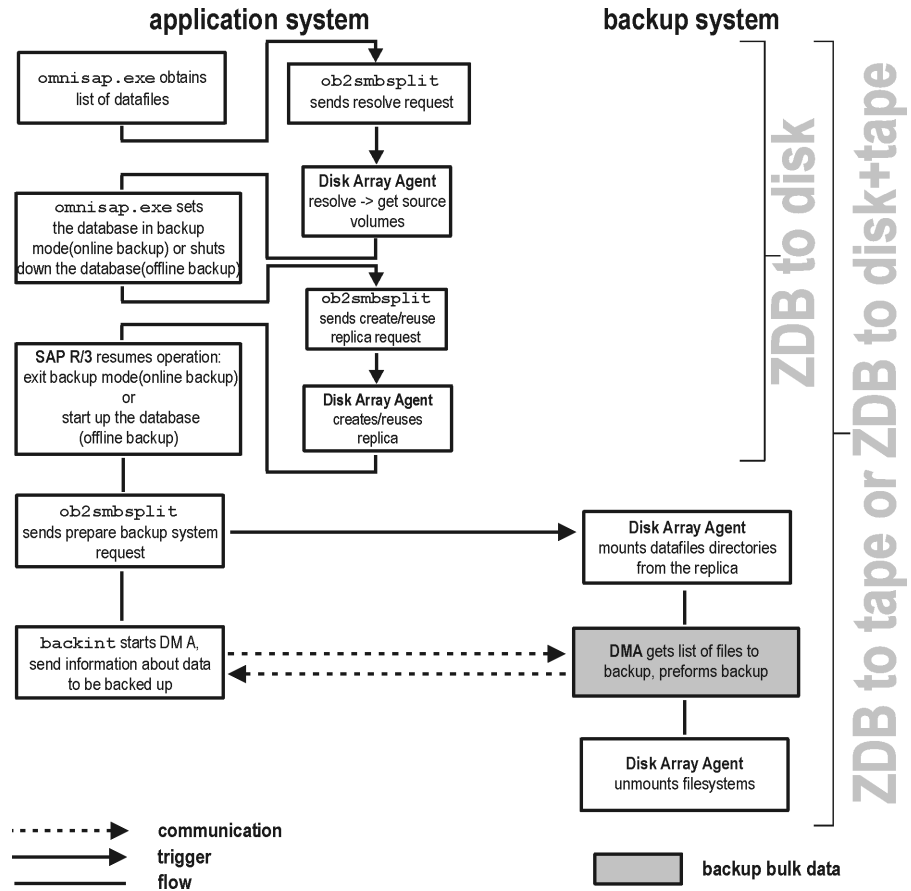 application system
backup system
omnisap.exe obtains
list of datafiles
ob2smbsplit
sends resolve request
Disk Array Agent
resolve -> get source
volumes
omnisap.exe sets
the database in backup
mode(online backup) or shuts
down the database(offline backup)
ob2smbsplit
sends create/reuse
replica request
SAP R/3 resumes operation:
exit backup mode(online backup)
or
start up the database
(offline backup)
Disk Array Agent
creates/reuses
replica
ob2smbsplit
sends prepare backup system
request
Disk Array Agent
mounts datafiles directories
from the replica
backint starts DM A,
send information about data
to be backed up
DMA gets list of files to
backup, preforms backup
Disk Array Agent
unmounts filesystems
ZDB to disk
ZDB to tape or ZDB to disk+tape
communication
trigger
flow
backup bulk data